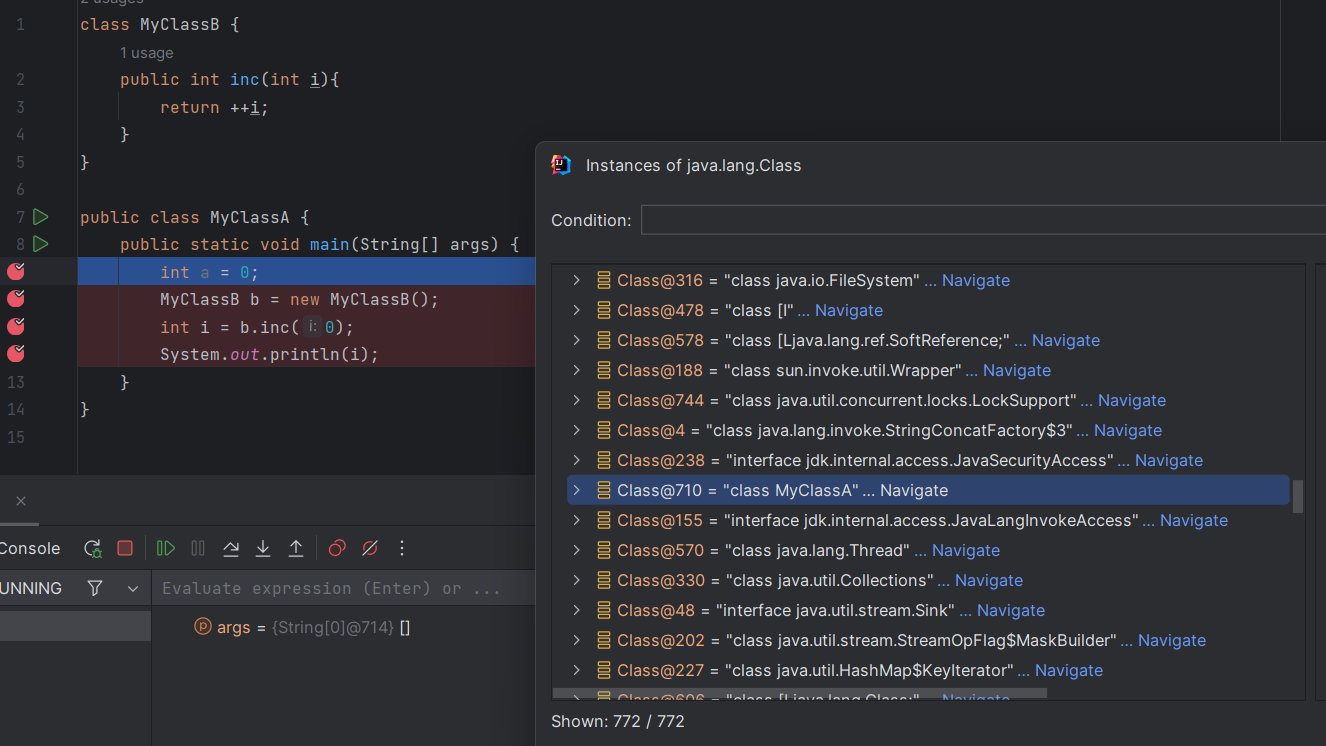 2 usages
1 class MyClassB {
1 usage
2 public int inc(int i){
3 return ++i;
4 }
5 }
6
7 public class MyClassA {
8 public static void main(String[] args) {
int a = 0;
MyClassB b = new MyClassB();
int i = b.inc( i: 0);
System.out.println(i);
13 }
14 }
15
Console
UNNING
Evaluate expression (Enter) or ...
args = {String[0]@714} []
Instances of java.lang.Class
Condition:
Class@316 = "class java.io.FileSystem" ... Navigate
Class@478 = "class [I" ... Navigate
Class@578 = "class [Ljava.lang.ref.SoftReference;" ... Navigate
Class@188 = "class sun.invoke.util.Wrapper" ... Navigate
Class@744 = "class java.util.concurrent.locks.LockSupport" ... Navigate
Class@4 = "class java.lang.invoke.StringConcatFactory$3" ... Navigate
Class@238 = "interface jdk.internal.access.JavaSecurityAccess" ... Navigate
Class@710 = "class MyClassA" ... Navigate
Class@155 = "interface jdk.internal.access.JavaLangInvokeAccess" ... Navigate
Class@570 = "class java.lang.Thread" ... Navigate
Class@330 = "class java.util.Collections" ... Navigate
Class@48 = "interface java.util.stream.Sink" ... Navigate
Class@202 = "class java.util.stream.StreamOpFlag$MaskBuilder" ... Navigate
Class@227 = "class java.util.HashMap$KeyIterator" ... Navigate
Class@606 = "class [Ljava.lang.Class;" ... Navigate
Shown: 772 / 772